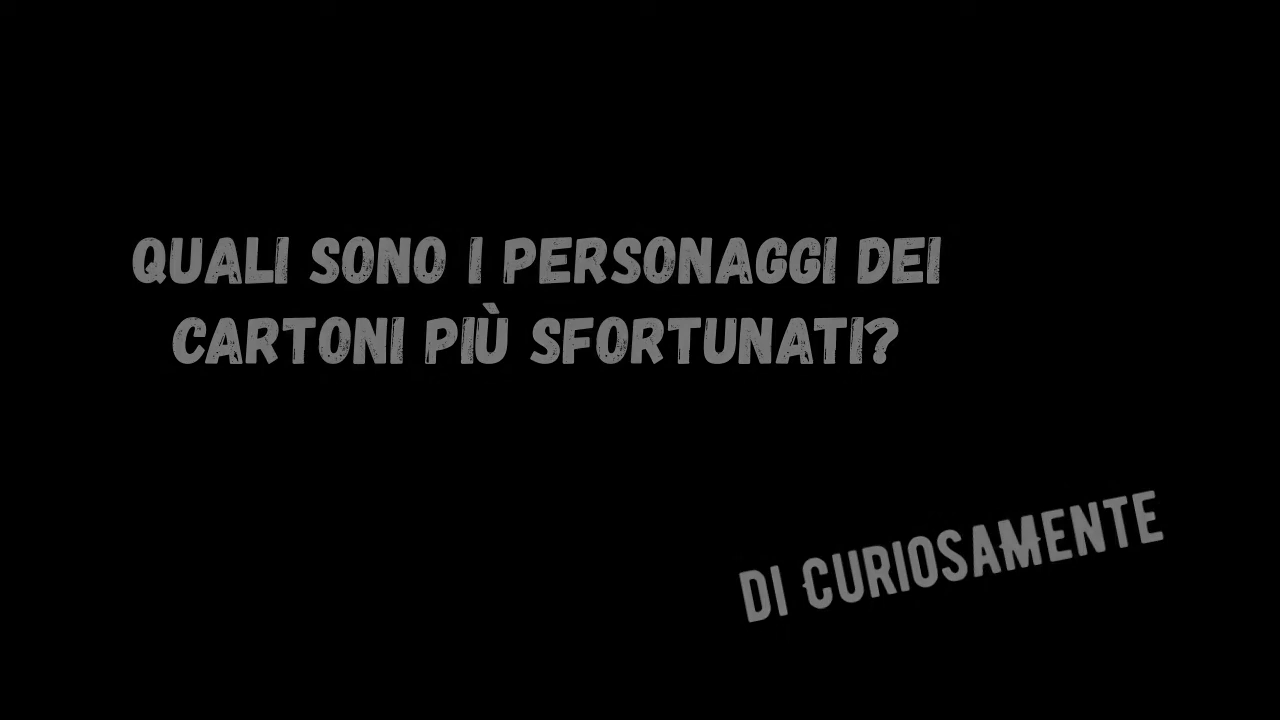 QUALI SONO I PERSONAGGI DEI
CARTONI PIÙ SFORTUNATI?
DI CURIOSAMENTE